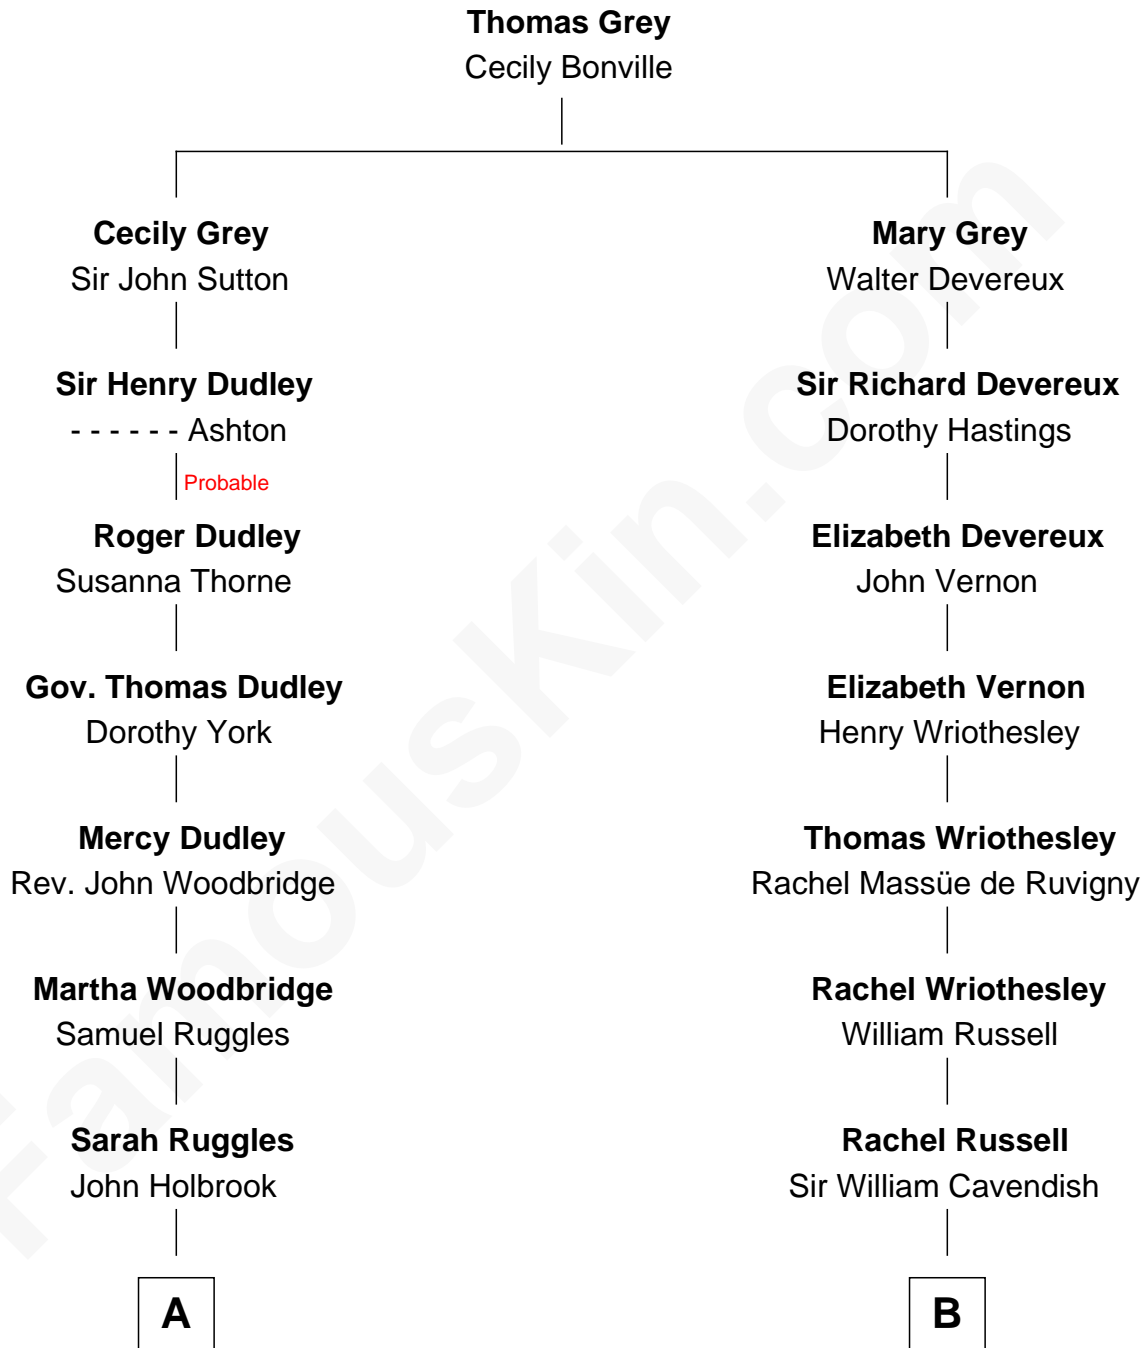 Thomas Grey
Cecily Bonville
Cecily Grey
Sir John Sutton
Mary Grey
Walter Devereux
Sir Henry Dudley
- - - - - - Ashton
Sir Richard Devereux
Dorothy Hastings
Probable
Roger Dudley
Susanna Thorne
Elizabeth Devereux
John Vernon
Gov. Thomas Dudley
Dorothy York
Elizabeth Vernon
Henry Wriothesley
Mercy Dudley
Rev. John Woodbridge
Thomas Wriothesley
Rachel Massüe de Ruvigny
Martha Woodbridge
Samuel Ruggles
Rachel Wriothesley
William Russell
Sarah Ruggles
John Holbrook
Rachel Russell
Sir William Cavendish
A
B
FamousKin.com